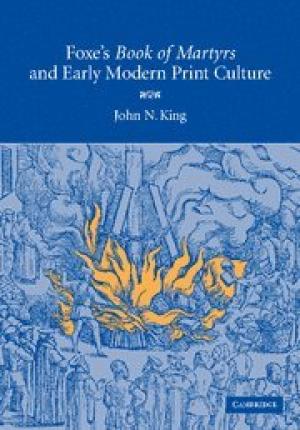 Foxe's Book of Martyrs
and Early Modern Print Culture
John N. King
CAMBRIDGE